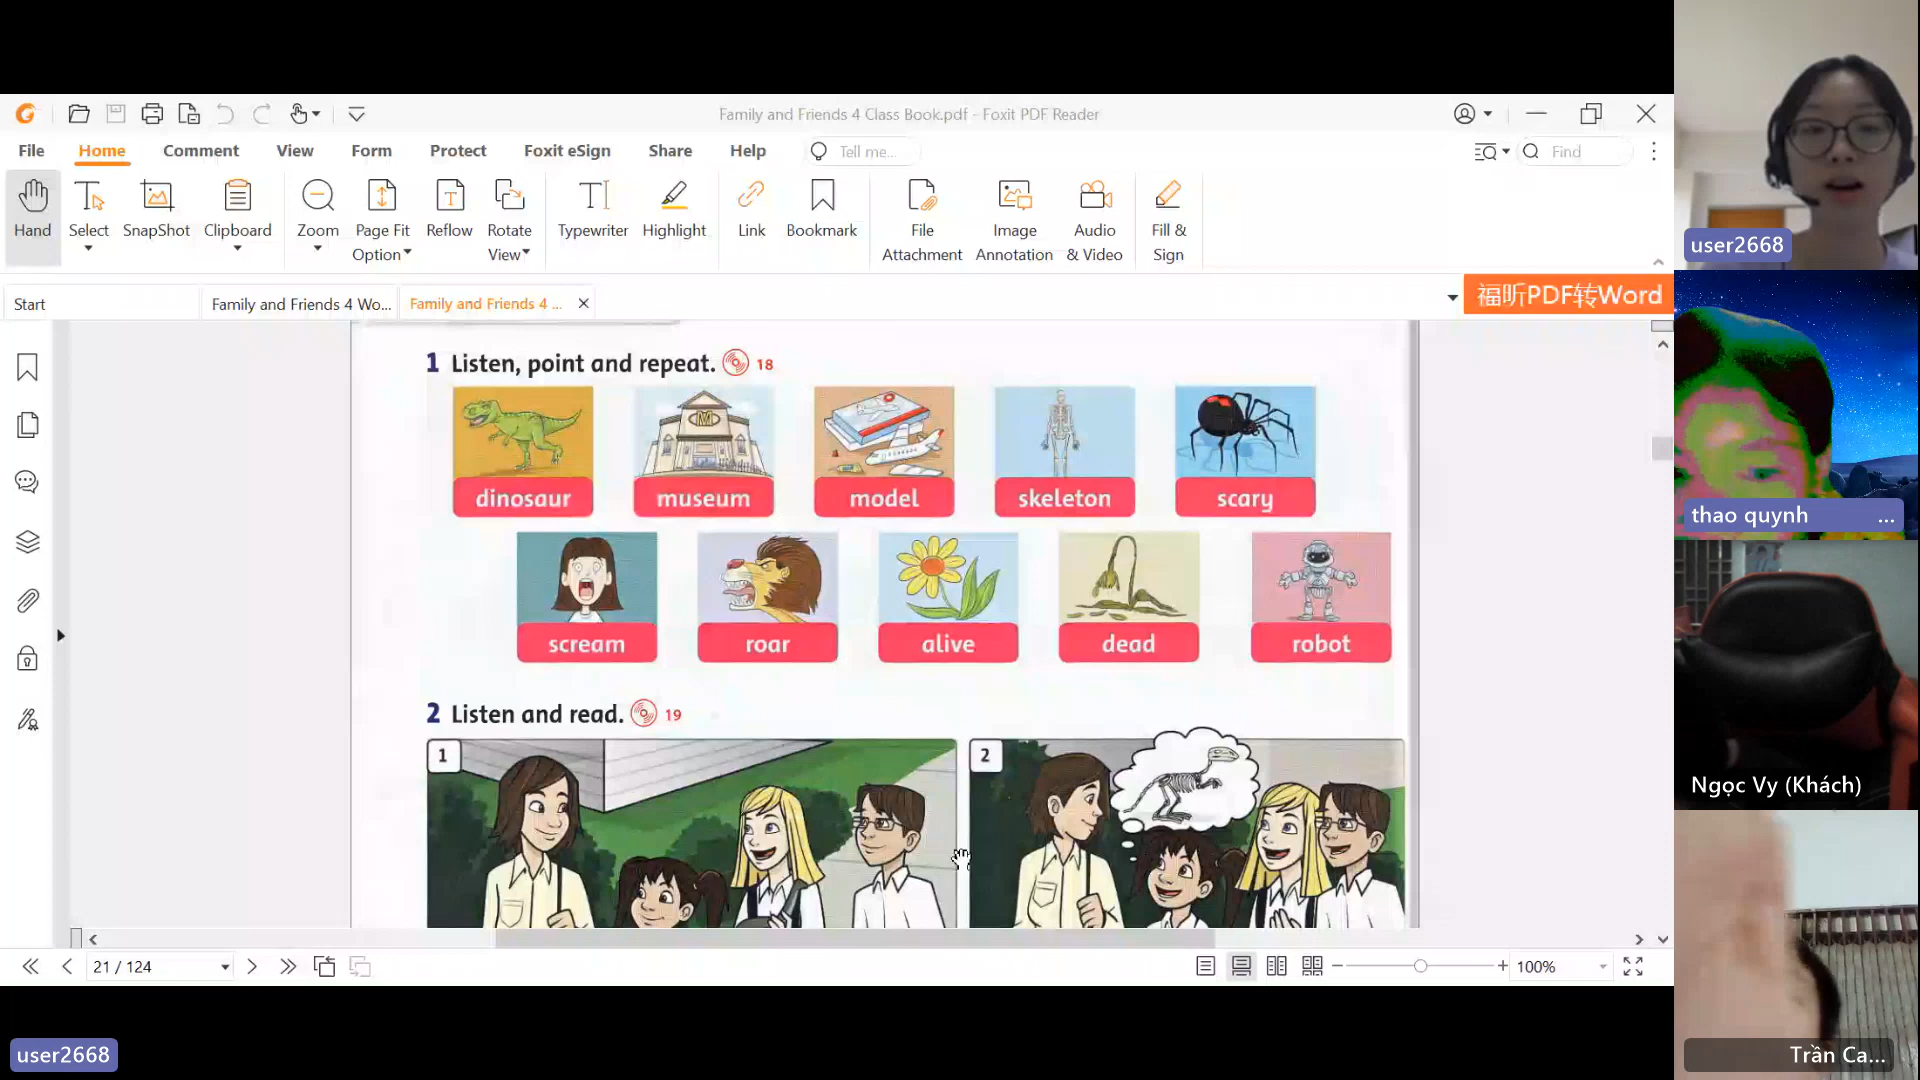 Family and Friends 4 Class Book.pdf - Foxit PDF Reader
File Home Comment View Form Protect Foxit eSign Share Help Tell me... Find
Hand Select SnapShot Clipboard Zoom Page Fit Option Reflow Rotate View Typewriter Highlight Link Bookmark File Attachment Image Annotation Audio & Video Fill & Sign
Start Family and Friends 4 Wo... Family and Friends 4 ... 福昕PDF转Word
1 Listen, point and repeat. 18
dinosaur museum model skeleton scary
scream roar alive dead robot
2 Listen and read. 19
1 2
21 / 124 100%
user2668
user2668
thao quynh ...
Ngọc Vy (Khách)
Trần Ca...